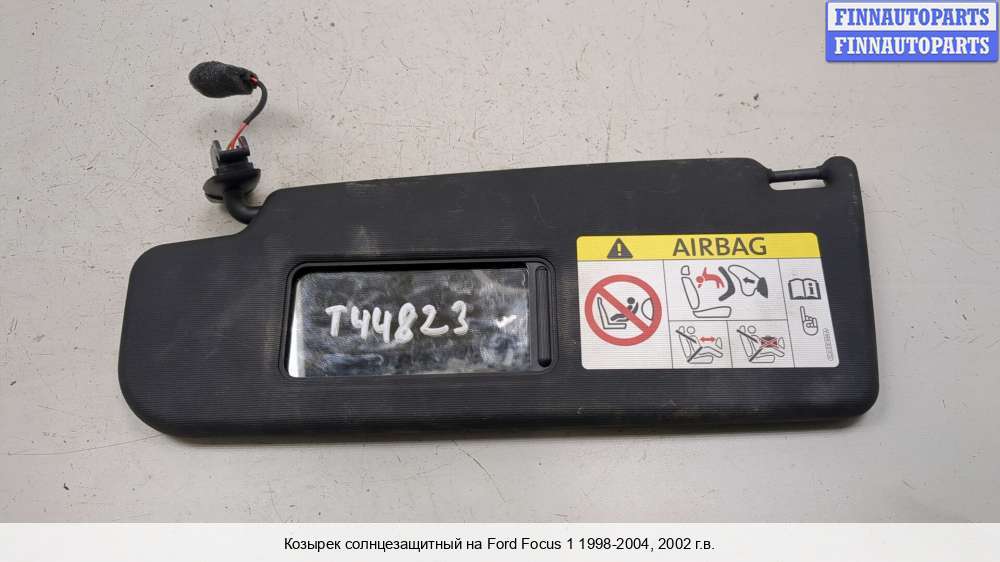 FINNAUTOPARTS
FINNAUTOPARTS
AIRBAG
T44823
Козырек солнцезащитный на Ford Focus 1 1998-2004, 2002 г.в.